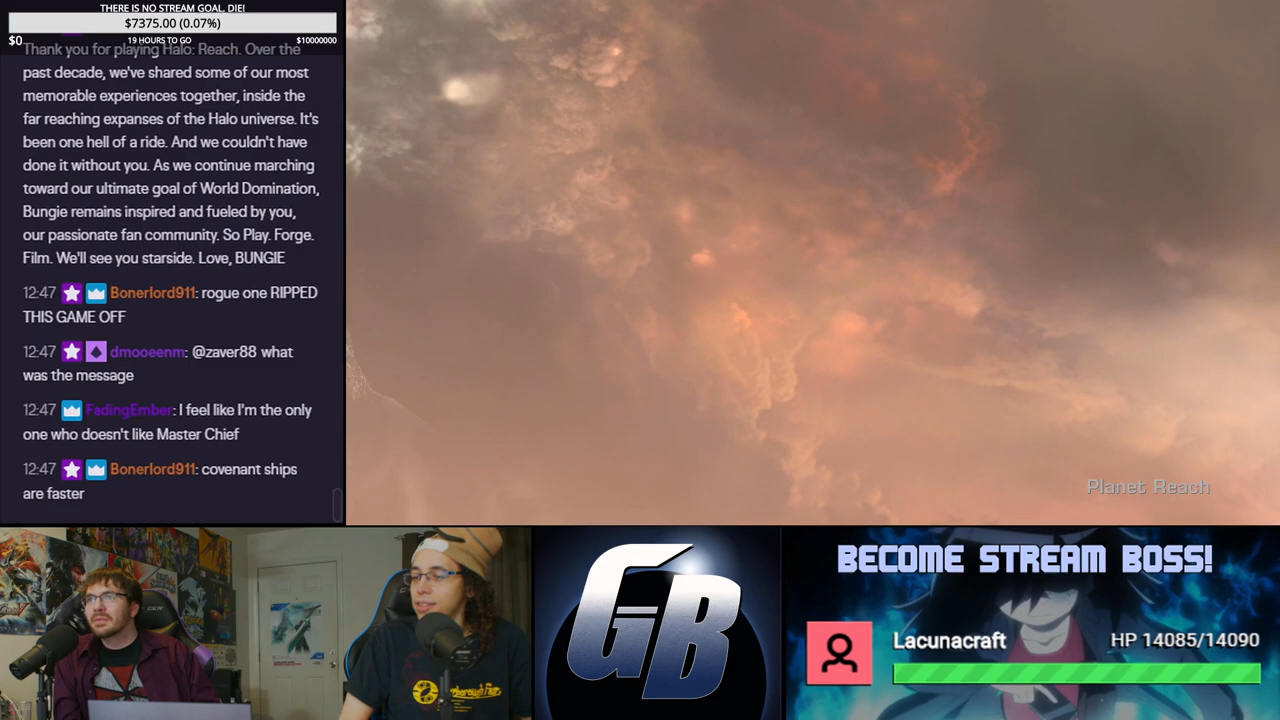 THERE IS NO STREAM GOAL, DIE!
$7375.00 (0.07%)
$0
19 HOURS TO GO
$10000000
Thank you for playing Halo: Reach. Over the
past decade, we've shared some of our most
memorable experiences together, inside the
far reaching expanses of the Halo universe. It's
been one hell of a ride. And we couldn't have
done it without you. As we continue marching
toward our ultimate goal of World Domination,
Bungie remains inspired and fueled by you,
our passionate fan community. So Play. Forge.
Film. We'll see you starside. Love, BUNGIE
12:47 Bonerlord911: rogue one RIPPED
THIS GAME OFF
12:47 dmooeenm: @zaver88 what
was the message
12:47 FadingEmber: I feel like I'm the only
one who doesn't like Master Chief
12:47 Bonerlord911: covenant ships
are faster
Planet Reach
GB
BECOME STREAM BOSS!
Lacunacraft
HP 14085/14090